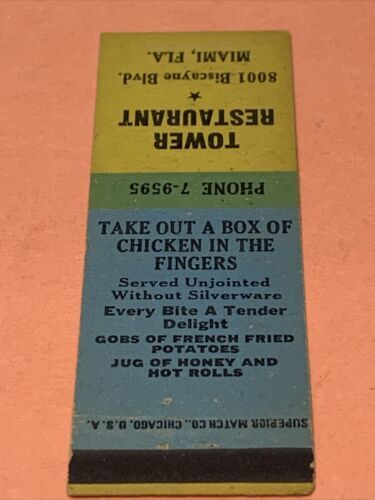 TOWER
RESTAURANT
★
8001 Biscayne Blvd.
MIAMI, FLA.
PHONE 7-9595
TAKE OUT A BOX OF
CHICKEN IN THE
FINGERS
Served Unjointed
Without Silverware
Every Bite A Tender
Delight
GOBS OF FRENCH FRIED
POTATOES
JUG OF HONEY AND
HOT ROLLS
SUPERIOR MATCH CO., CHICAGO, U.S.A.